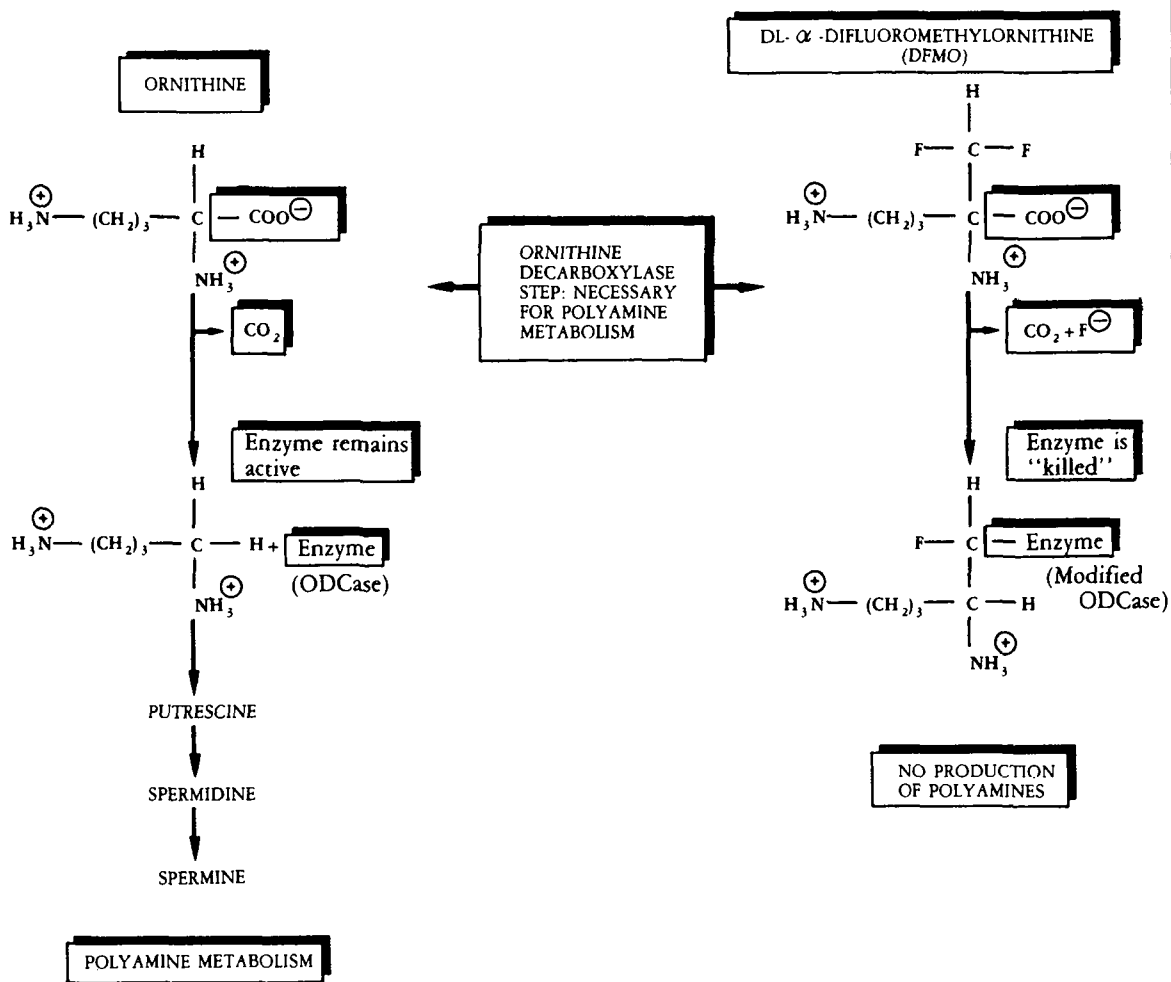 ORNITHINE
H
⊕
H₃N—(CH₂)₃—C—COO⊖
NH₃⊕
CO₂
Enzyme remains
active
H
⊕
H₃N—(CH₂)₃—C—H+ Enzyme
(ODCase)
NH₃⊕
PUTRESCINE
SPERMIDINE
SPERMINE
POLYAMINE METABOLISM
ORNITHINE
DECARBOXYLASE
STEP: NECESSARY
FOR POLYAMINE
METABOLISM
DL-α-DIFLUOROMETHYLORNITHINE
(DFMO)
H
F—C—F
⊕
H₃N—(CH₂)₃—C—COO⊖
NH₃⊕
CO₂+F⊖
Enzyme is
“killed”
H
F—C—Enzyme
(Modified
ODCase)
⊕
H₃N—(CH₂)₃—C—H
NH₃⊕
NO PRODUCTION
OF POLYAMINES